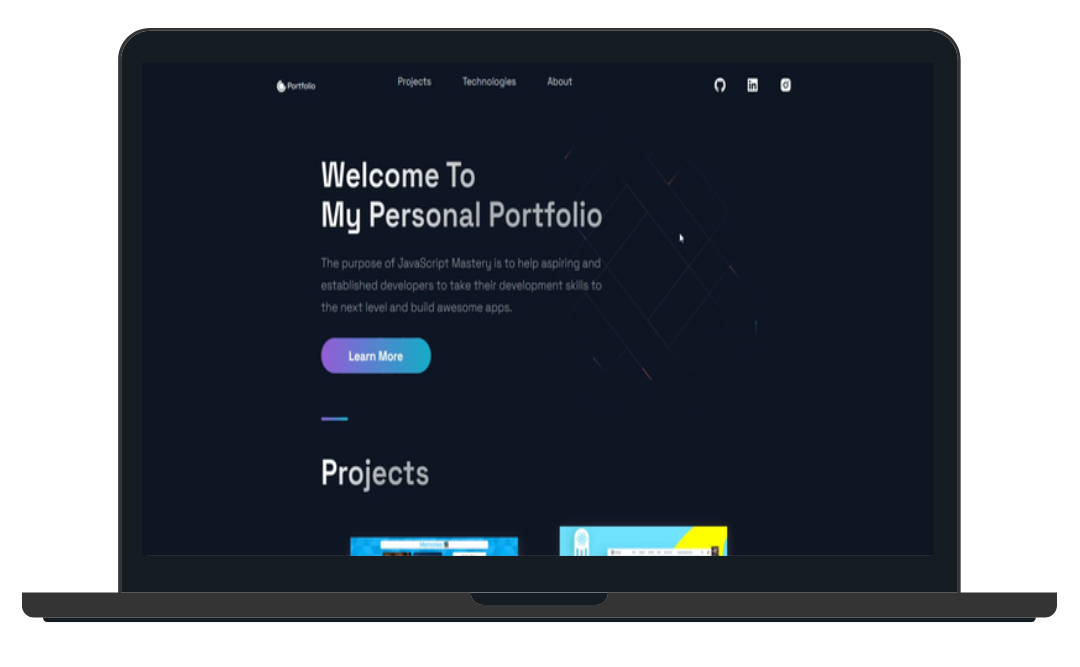 Portfolio
Projects Technologies About
Welcome To
My Personal Portfolio
The purpose of JavaScript Mastery is to help aspiring and
established developers to take their development skills to
the next level and build awesome apps.
Learn More
Projects
Memories